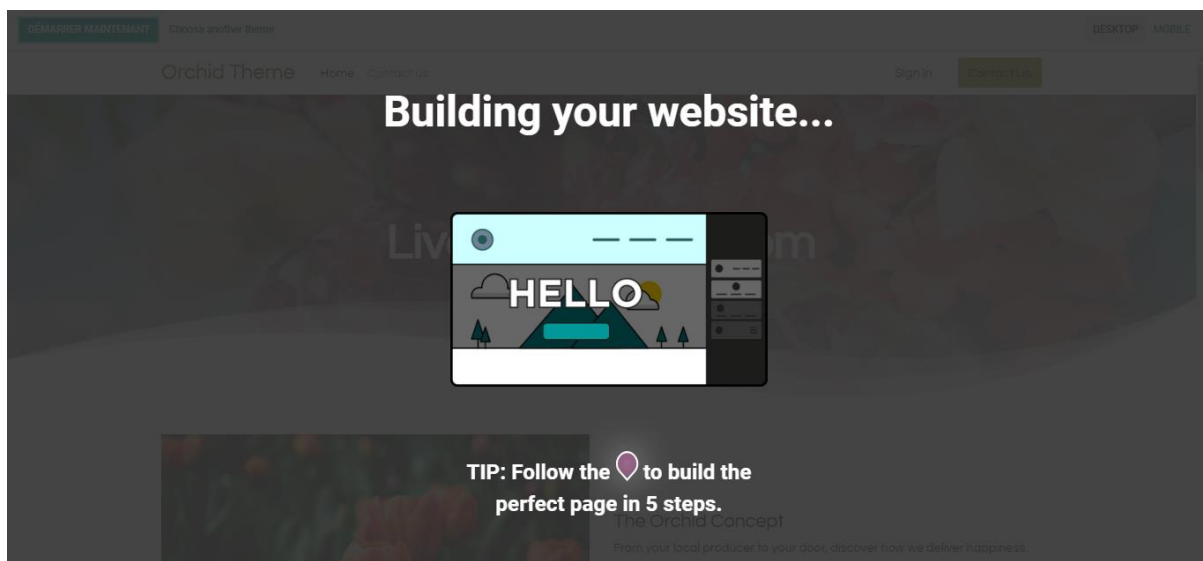 DÉMARRER MAINTENANT Choose another theme DESKTOP MOBILE
Orchid Theme Home Contact us Sign in Contact Us
Building your website...
HELLO
TIP: Follow the to build the
perfect page in 5 steps.
The Orchid Concept
From your local producer to your door, discover how we deliver happiness.